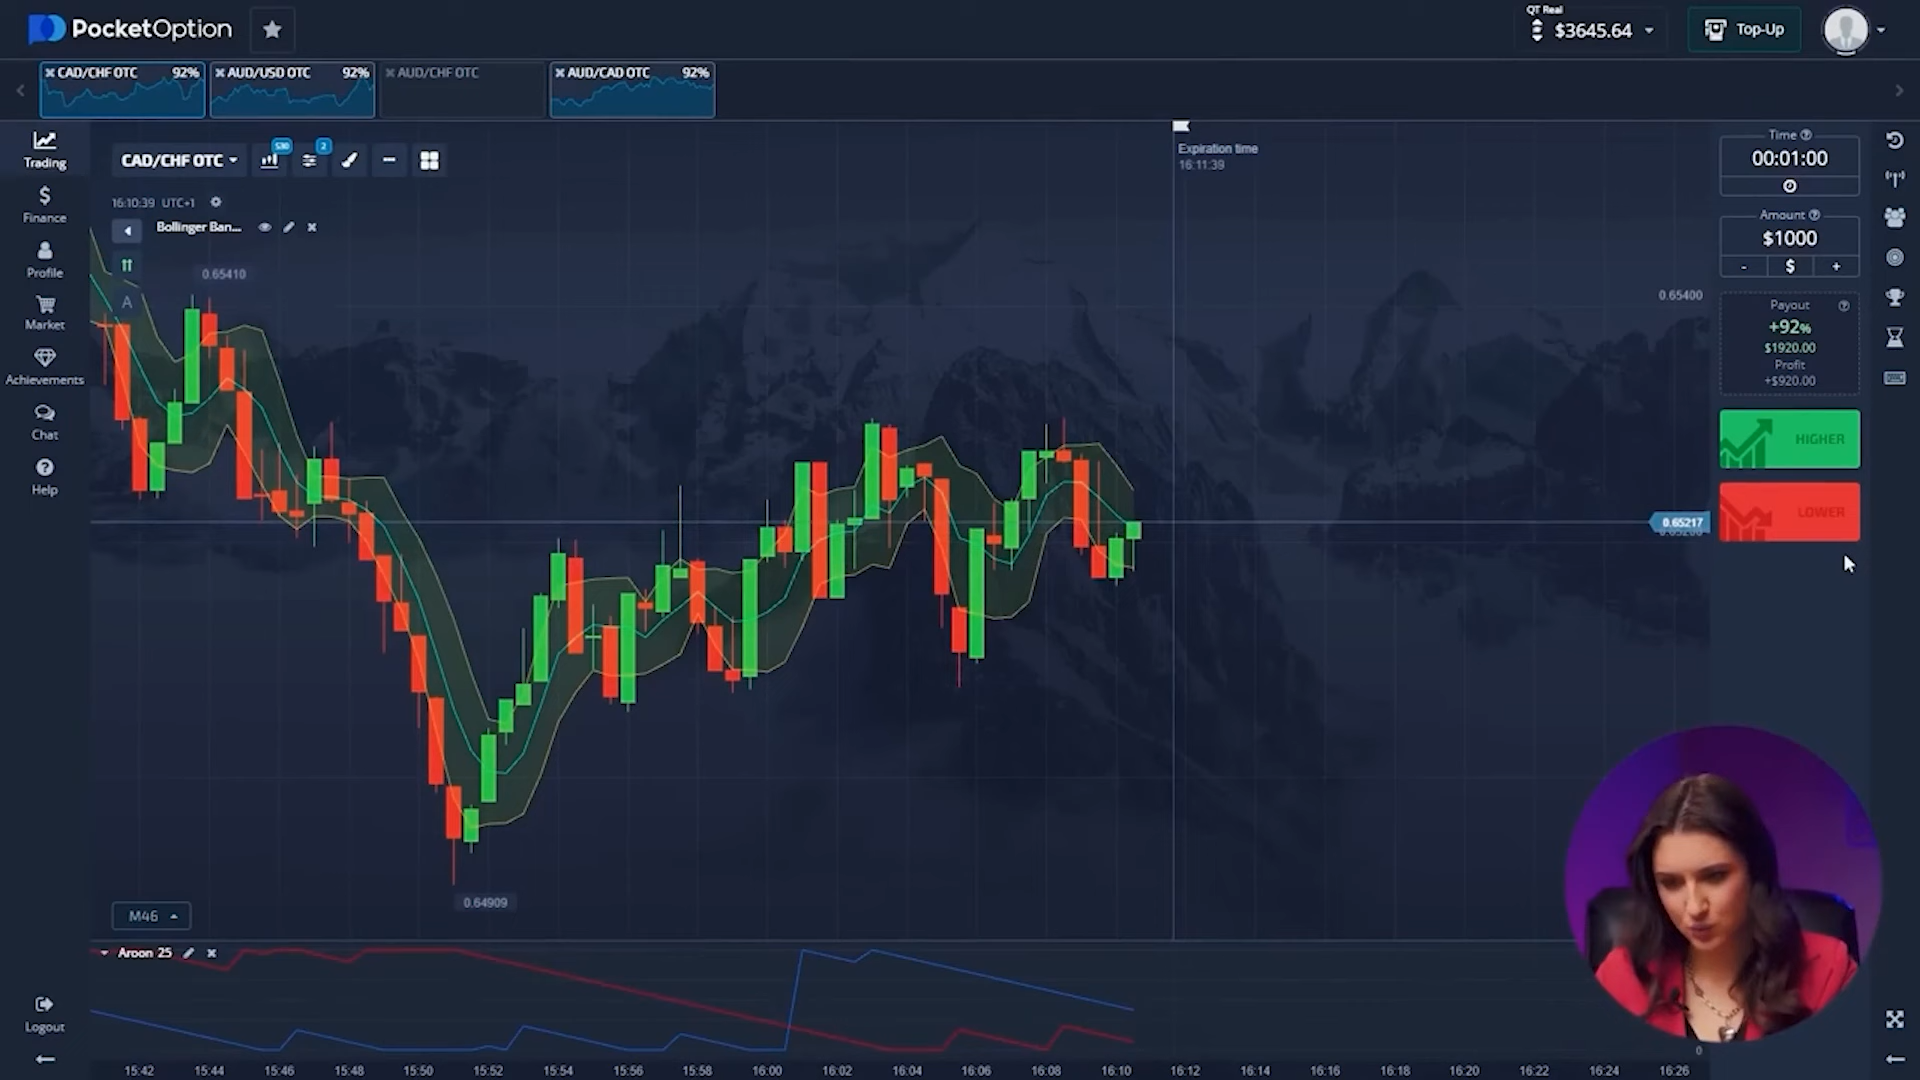 PocketOption
QT Real
$3645.64
Top-Up
CAD/CHF OTC 92%
AUD/USD OTC 92%
AUD/CHF OTC
AUD/CAD OTC 92%
Trading
Finance
Profile
Market
Achievements
Chat
Help
Logout
CAD/CHF OTC
S30
2
16:10:39 UTC+1
Bollinger Ban...
A
0.65410
0.64909
Expiration time
16:11:39
0.65400
0.65217
M46
Aroon 25
0
15:42 15:44 15:46 15:48 15:50 15:52 15:54 15:56 15:58 16:00 16:02 16:04 16:06 16:08 16:10 16:12 16:14 16:16 16:18 16:20 16:22 16:24 16:26
Time
00:01:00
Amount
$1000
- $ +
Payout
+92%
$1920.00
Profit
+$920.00
HIGHER
LOWER